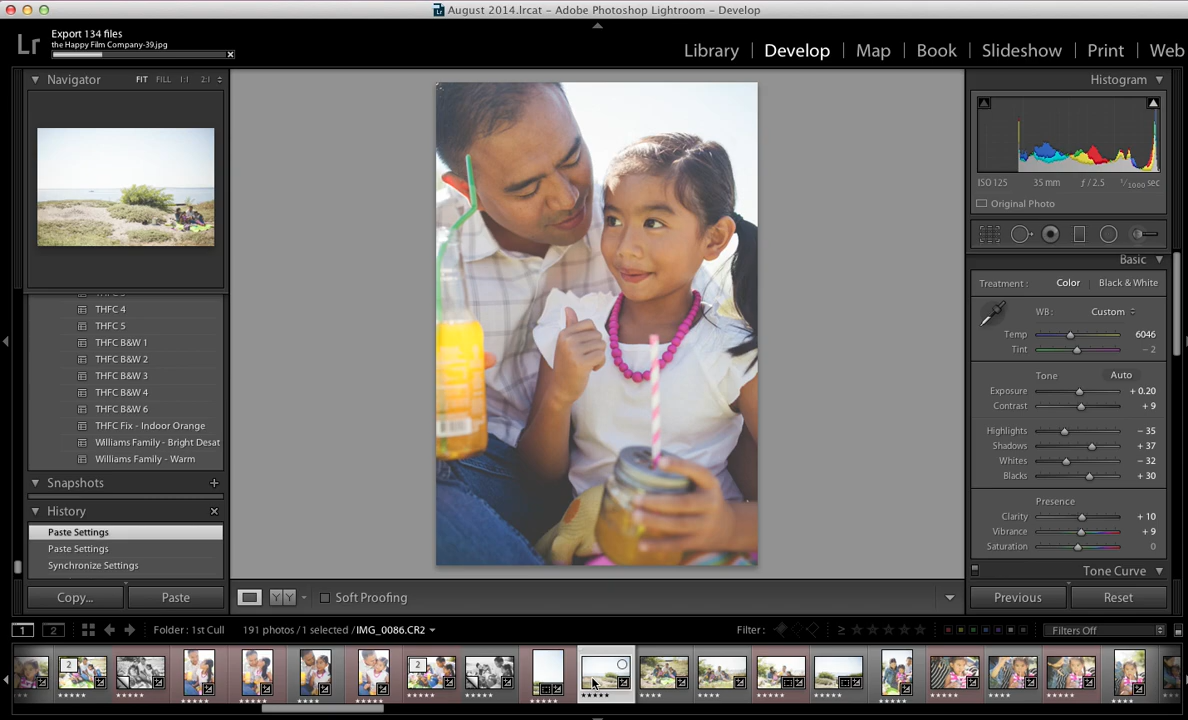 August 2014.lrcat – Adobe Photoshop Lightroom – Develop
Lr
Export 134 files
the Happy Film Company-39.jpg
Library | Develop | Map | Book | Slideshow | Print | Web
Navigator FIT FILL 1:1 2:1
THFC 4
THFC 5
THFC B&W 1
THFC B&W 2
THFC B&W 3
THFC B&W 4
THFC B&W 6
THFC Fix - Indoor Orange
Williams Family - Bright Desat
Williams Family - Warm
Snapshots +
History
Paste Settings
Paste Settings
Synchronize Settings
Copy... Paste
Soft Proofing
Histogram
ISO 125 35 mm ƒ / 2.5 1/1000 sec
Original Photo
Basic
Treatment : Color | Black & White
WB : Custom
Temp 6046
Tint – 2
Tone Auto
Exposure + 0.20
Contrast + 9
Highlights – 35
Shadows + 37
Whites – 32
Blacks + 30
Presence
Clarity + 10
Vibrance + 9
Saturation 0
Tone Curve
Previous Reset
1 2 Folder : 1st Cull 191 photos / 1 selected / IMG_0086.CR2 Filter : Filters Off
2
2